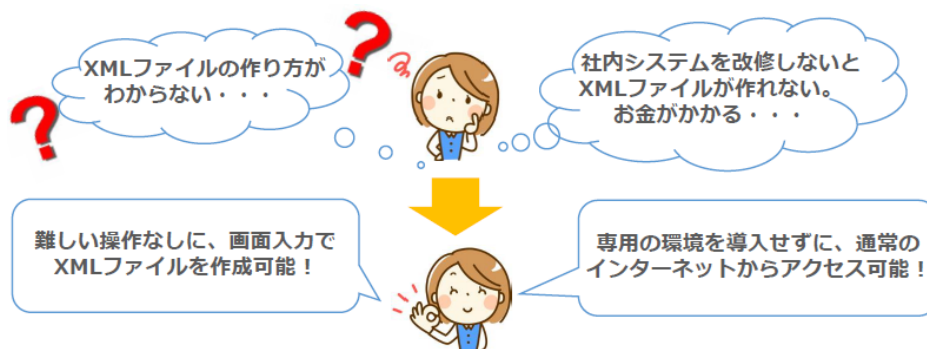 XMLファイルの作り方が
わからない・・・
社内システムを改修しないと
XMLファイルが作れない。
お金がかかる・・・
難しい操作なしに、画面入力で
XMLファイルを作成可能！
専用の環境を導入せずに、通常の
インターネットからアクセス可能！